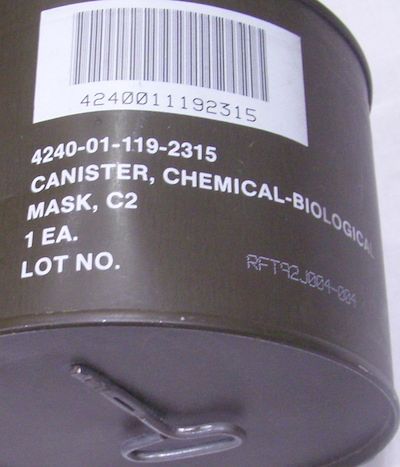 4240011192315
4240-01-119-2315
CANISTER, CHEMICAL-BIOLOGICAL
MASK, C2
1 EA.
LOT NO. RFT92J004-004